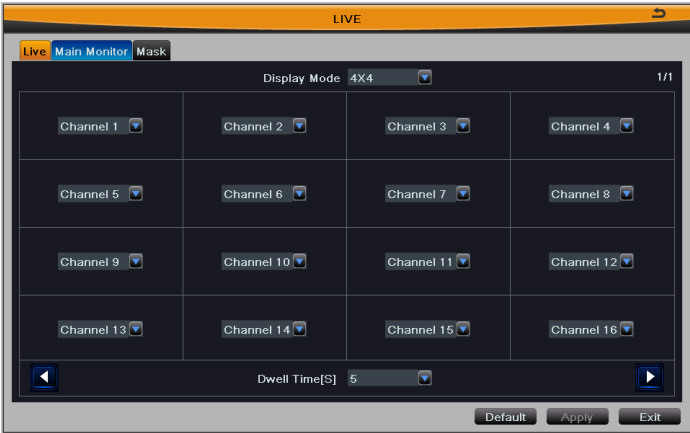 LIVE
Live Main Monitor Mask
Display Mode 4X4 1/1
Channel 1 Channel 2 Channel 3 Channel 4
Channel 5 Channel 6 Channel 7 Channel 8
Channel 9 Channel 10 Channel 11 Channel 12
Channel 13 Channel 14 Channel 15 Channel 16
Dwell Time[S] 5
Default Apply Exit